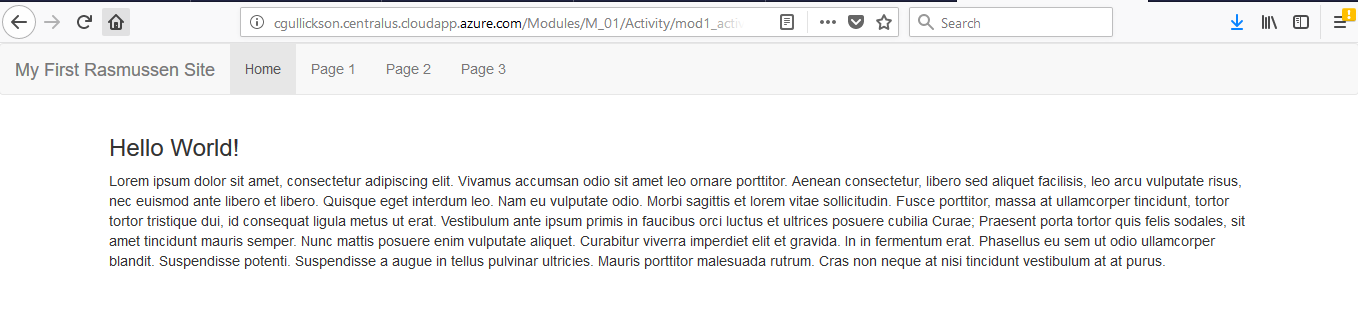 cgullickson.centralus.cloudapp.azure.com/Modules/M_01/Activity/mod1_activ
Search
My First Rasmussen Site Home Page 1 Page 2 Page 3
Hello World!
Lorem ipsum dolor sit amet, consectetur adipiscing elit. Vivamus accumsan odio sit amet leo ornare porttitor. Aenean consectetur, libero sed aliquet facilisis, leo arcu vulputate risus,
nec euismod ante libero et libero. Quisque eget interdum leo. Nam eu vulputate odio. Morbi sagittis et lorem vitae sollicitudin. Fusce porttitor, massa at ullamcorper tincidunt, tortor
tortor tristique dui, id consequat ligula metus ut erat. Vestibulum ante ipsum primis in faucibus orci luctus et ultrices posuere cubilia Curae; Praesent porta tortor quis felis sodales, sit
amet tincidunt mauris semper. Nunc mattis posuere enim vulputate aliquet. Curabitur viverra imperdiet elit et gravida. In in fermentum erat. Phasellus eu sem ut odio ullamcorper
blandit. Suspendisse potenti. Suspendisse a augue in tellus pulvinar ultricies. Mauris porttitor malesuada rutrum. Cras non neque at nisi tincidunt vestibulum at at purus.